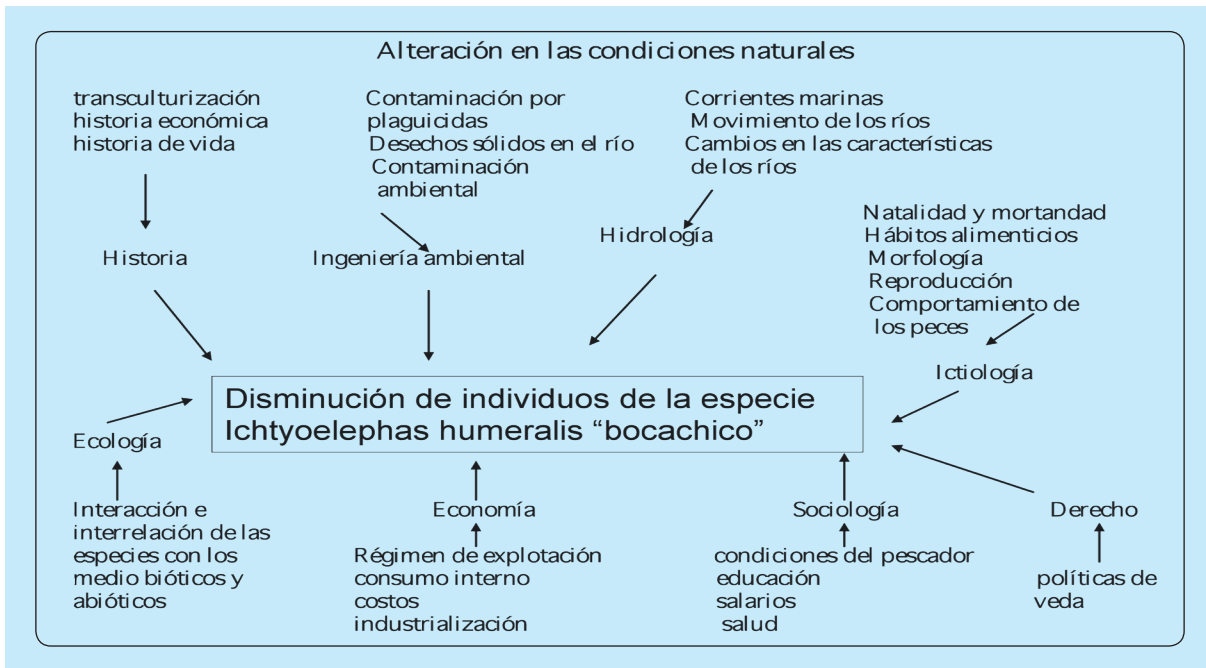 Alteración en las condiciones naturales
transculturización
historia económica
historia de vida
Contaminación por
plaguicidas
Desechos sólidos en el río
Contaminación
ambiental
Corrientes marinas
Movimiento de los ríos
Cambios en las características
de los ríos
Natalidad y mortandad
Hábitos alimenticios
Morfología
Reproducción
Comportamiento de
los peces
Historia
Ingeniería ambiental
Hidrología
Ictiología
Disminución de individuos de la especie
Ichtyoelephas humeralis “bocachico”
Ecología
Interacción e
interrelación de las
especies con los
medio bióticos y
abióticos
Economía
Régimen de explotación
consumo interno
costos
industrialización
Sociología
condiciones del pescador
educación
salarios
salud
Derecho
políticas de
veda